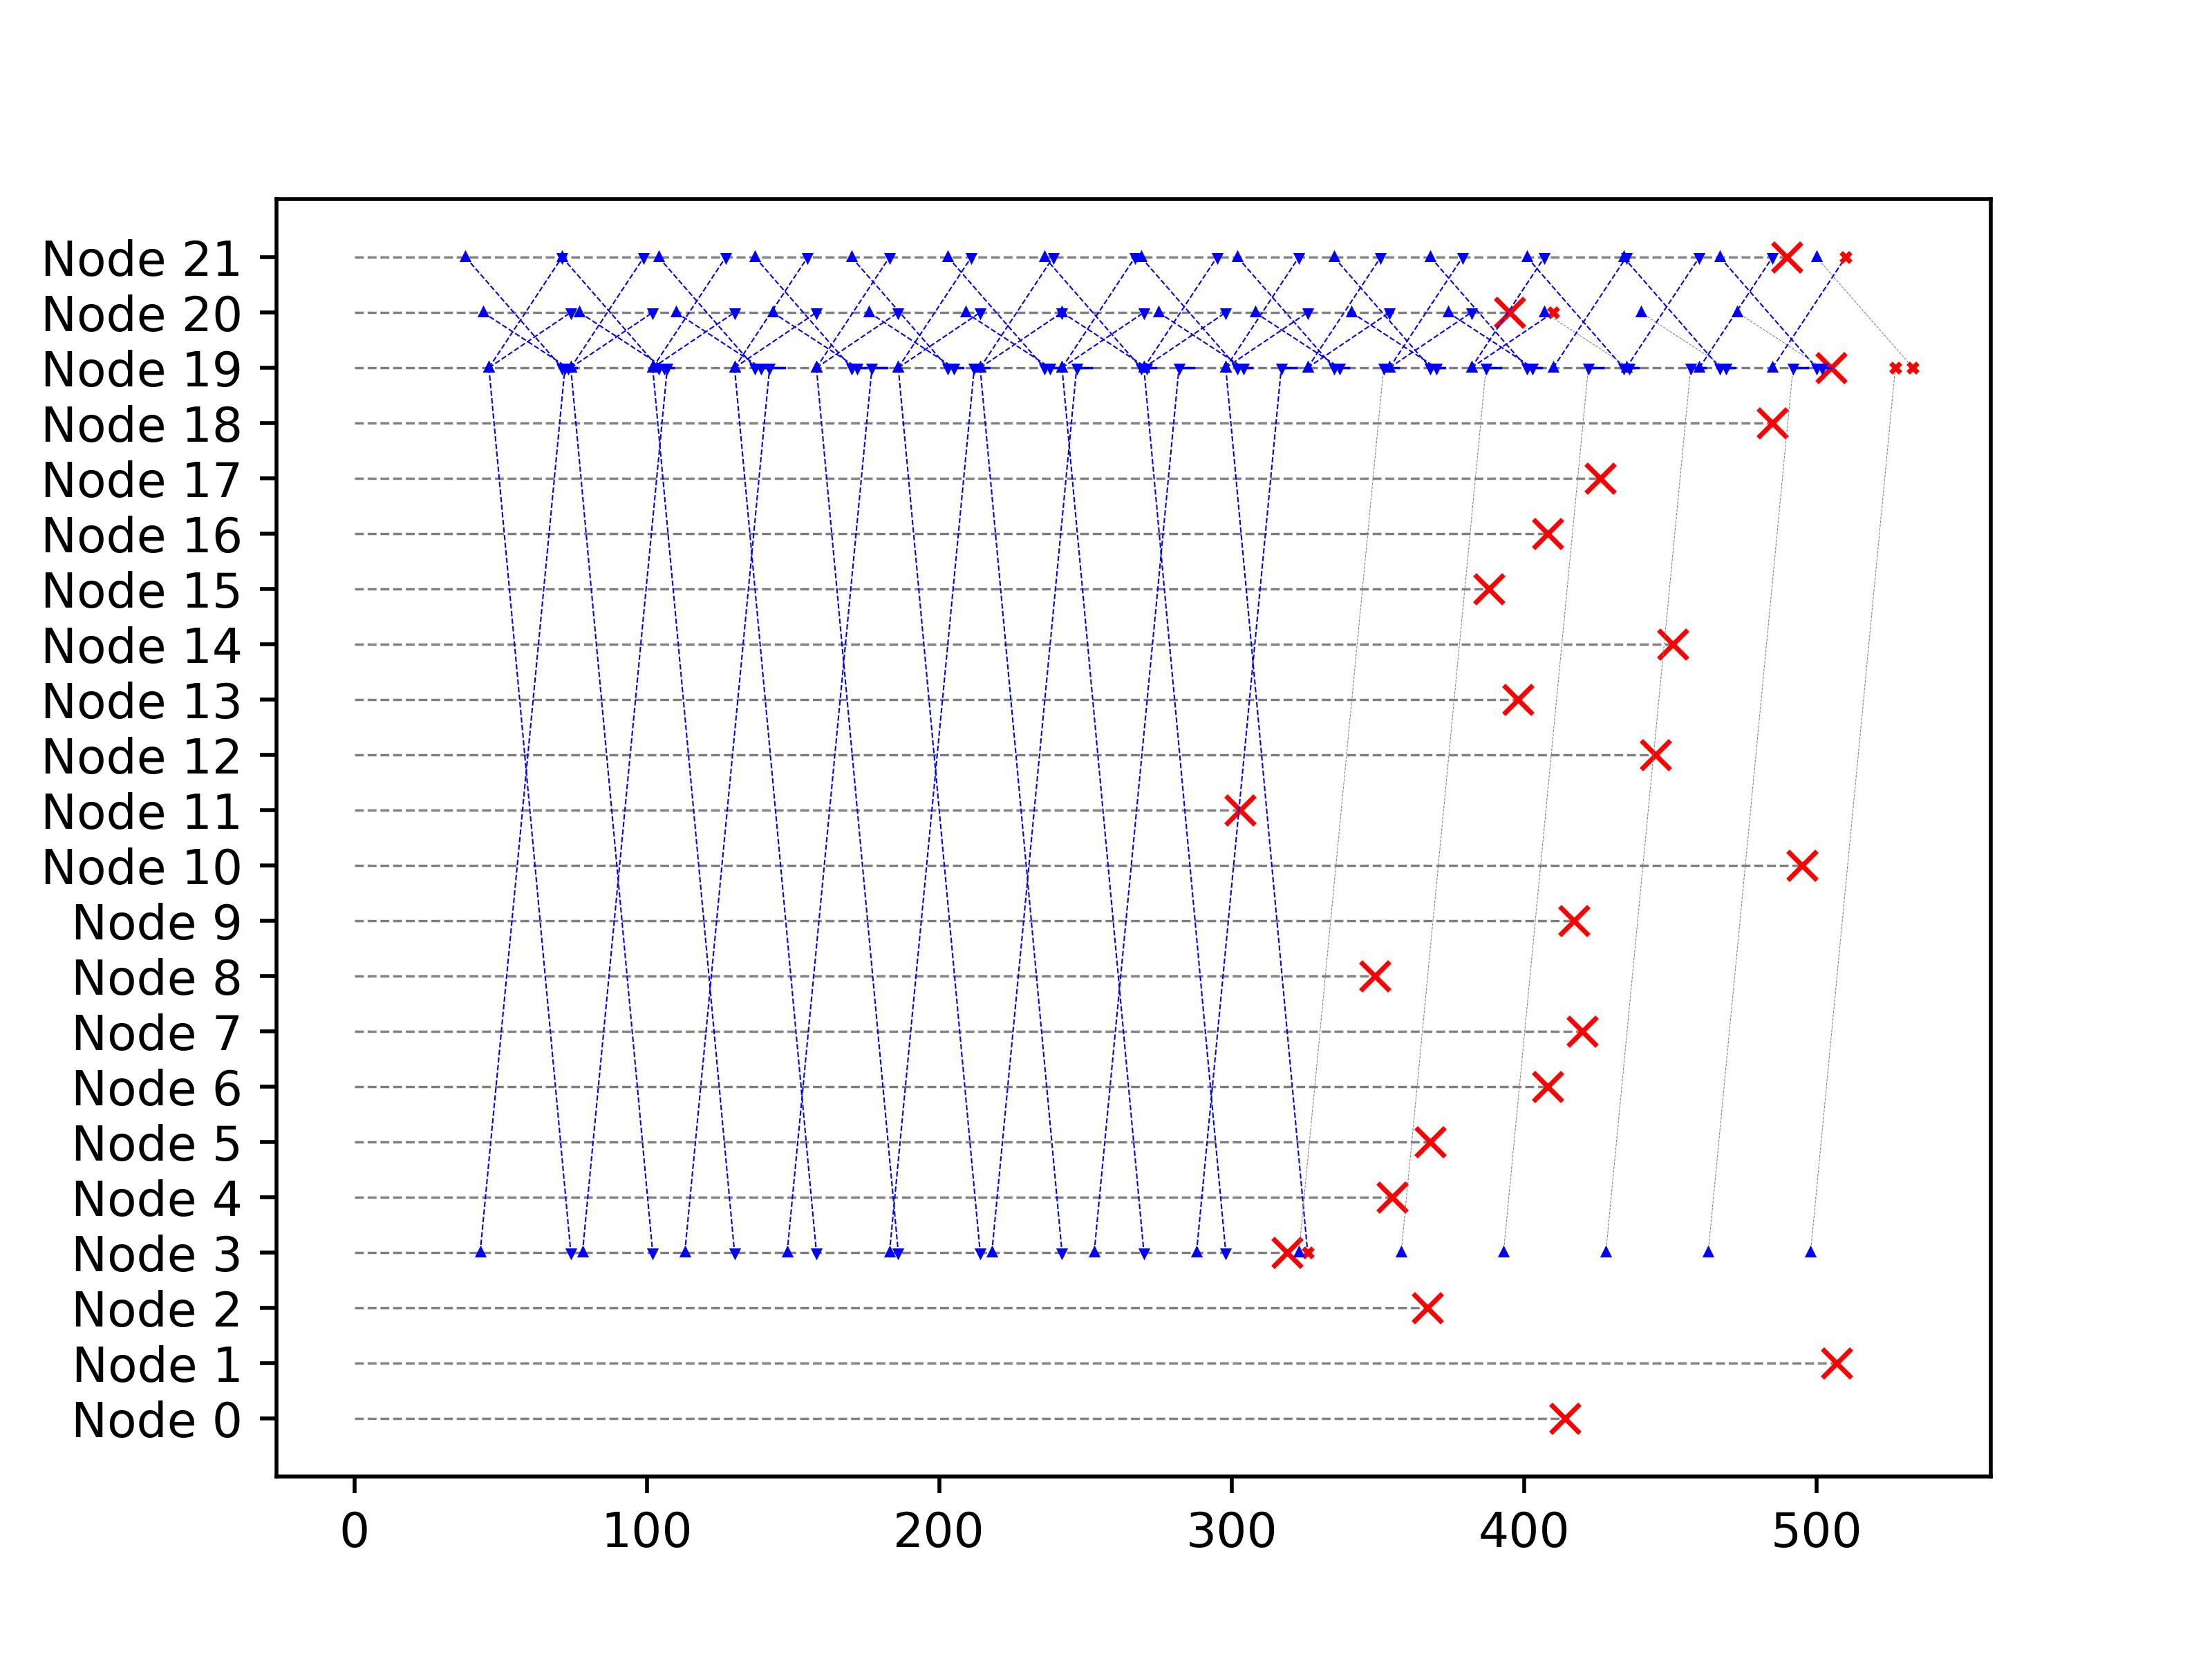 Node 21
Node 20
Node 19
Node 18
Node 17
Node 16
Node 15
Node 14
Node 13
Node 12
Node 11
Node 10
Node 9
Node 8
Node 7
Node 6
Node 5
Node 4
Node 3
Node 2
Node 1
Node 0
0 100 200 300 400 500